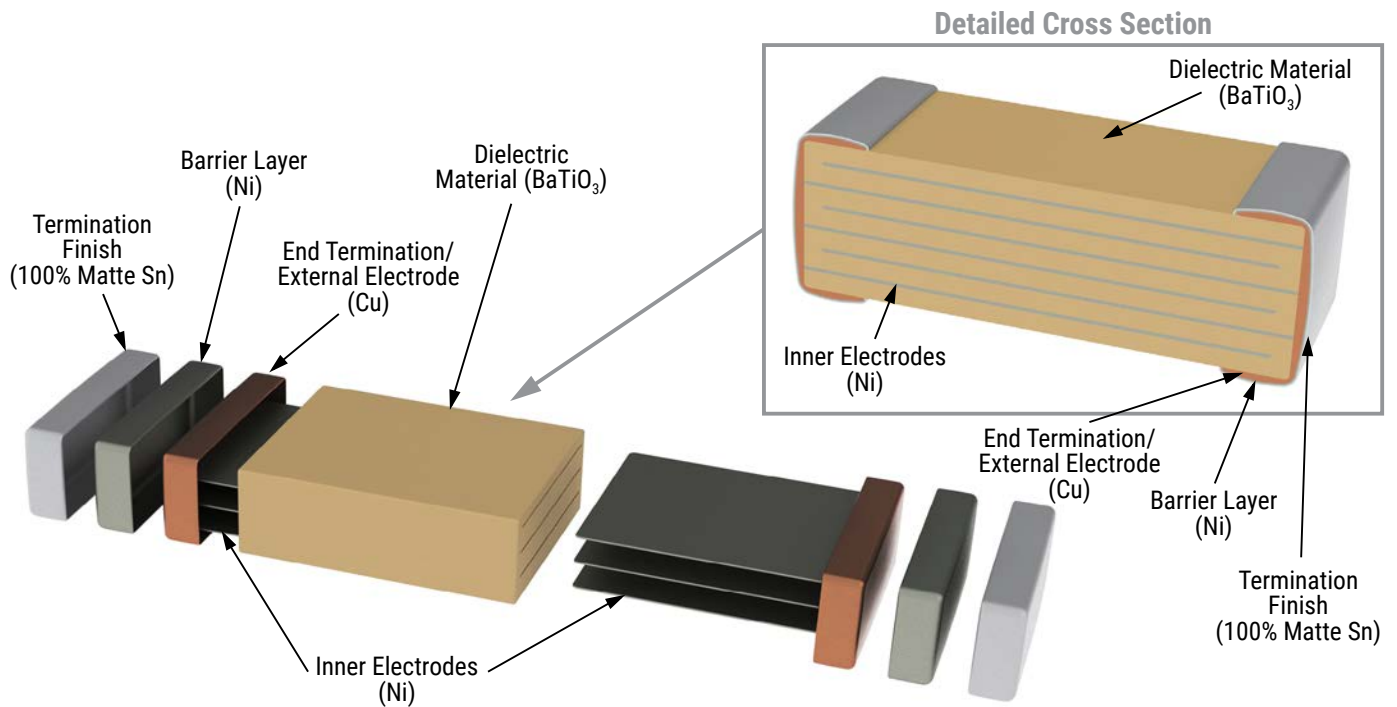 Detailed Cross Section
Dielectric Material
(BaTiO₃)
Inner Electrodes
(Ni)
End Termination/
External Electrode
(Cu)
Barrier Layer
(Ni)
Termination
Finish
(100% Matte Sn)
Dielectric
Material (BaTiO₃)
Barrier Layer
(Ni)
Termination
Finish
(100% Matte Sn)
End Termination/
External Electrode
(Cu)
Inner Electrodes
(Ni)